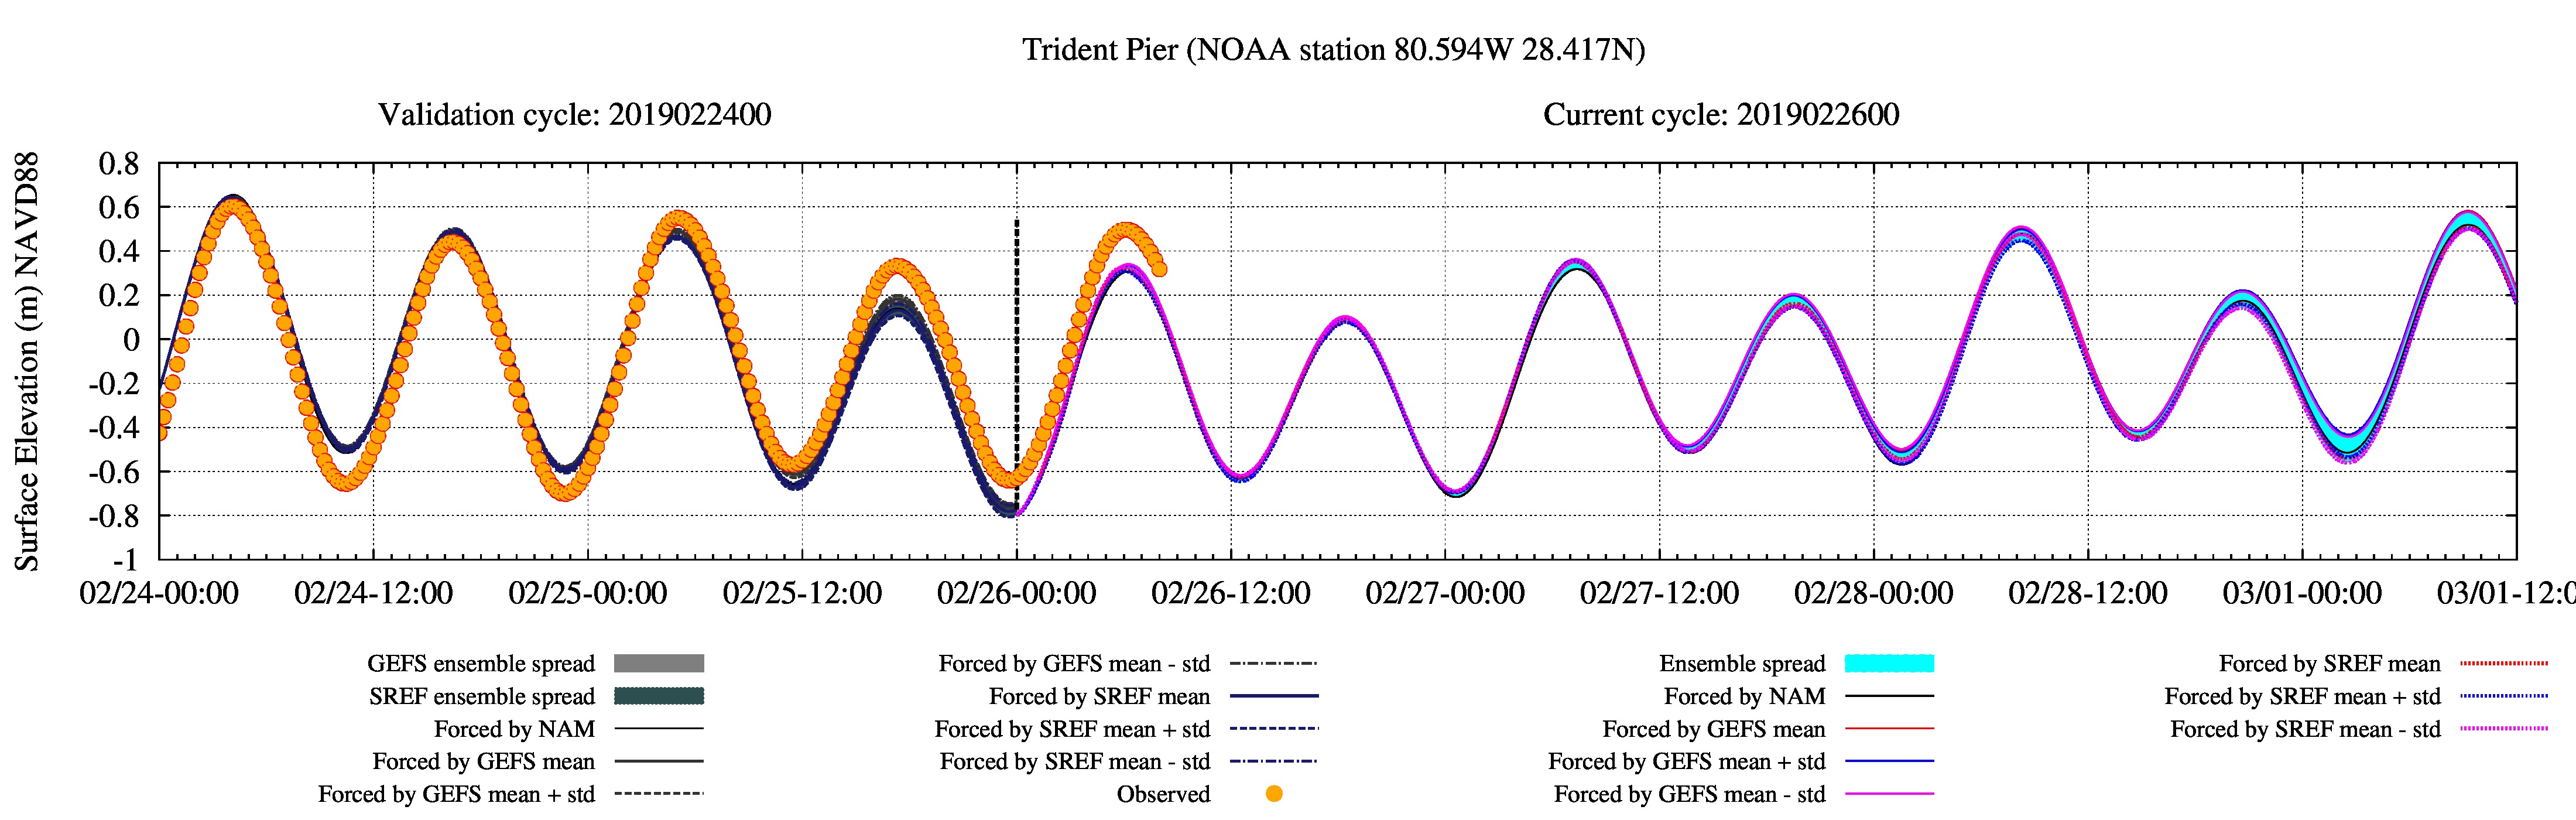 Trident Pier (NOAA station 80.594W 28.417N)
Validation cycle: 2019022400
Current cycle: 2019022600
Surface Elevation (m) NAVD88
0.8
0.6
0.4
0.2
0
-0.2
-0.4
-0.6
-0.8
-1
02/24-00:00 02/24-12:00 02/25-00:00 02/25-12:00 02/26-00:00 02/26-12:00 02/27-00:00 02/27-12:00 02/28-00:00 02/28-12:00 03/01-00:00 03/01-12:0
GEFS ensemble spread
SREF ensemble spread
Forced by NAM
Forced by GEFS mean
Forced by GEFS mean + std
Forced by GEFS mean - std
Forced by SREF mean
Forced by SREF mean + std
Forced by SREF mean - std
Observed
Ensemble spread
Forced by NAM
Forced by GEFS mean
Forced by GEFS mean + std
Forced by GEFS mean - std
Forced by SREF mean
Forced by SREF mean + std
Forced by SREF mean - std